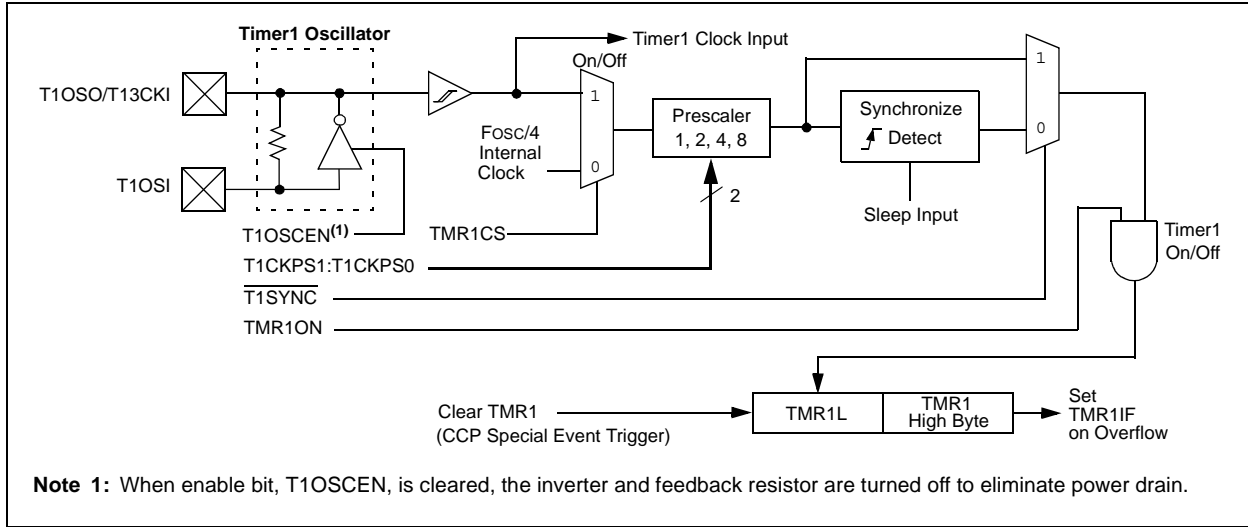 Timer1 Oscillator
Timer1 Clock Input
On/Off
T1OSO/T13CKI
1
1
Prescaler
1, 2, 4, 8
Synchronize
Detect
FOSC/4
Internal
Clock
0
0
T1OSI
2
Sleep Input
T1OSCEN(1)
TMR1CS
Timer1
On/Off
T1CKPS1:T1CKPS0
T1SYNC
TMR1ON
Clear TMR1
(CCP Special Event Trigger)
TMR1L
TMR1
High Byte
Set
TMR1IF
on Overflow
Note 1: When enable bit, T1OSCEN, is cleared, the inverter and feedback resistor are turned off to eliminate power drain.